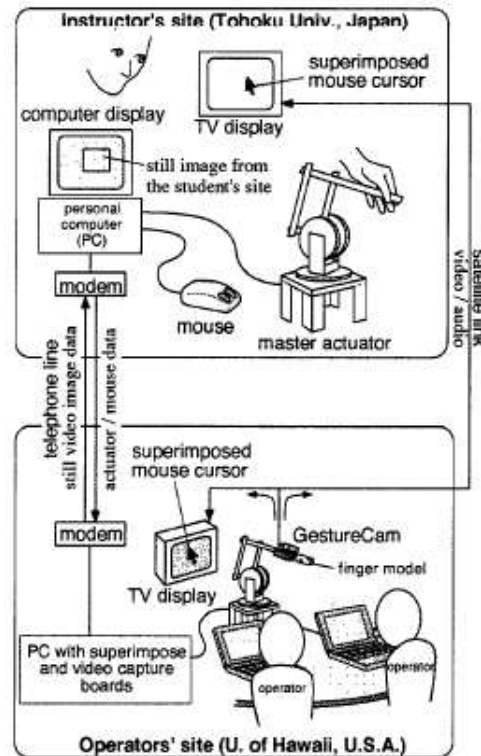 Instructor's site (Tohoku Univ., Japan)
superimposed
mouse cursor
computer display
TV display
still image from
the student's site
personal
computer
(PC)
modem
mouse
master actuator
satellite link
video / audio
telephone line
still video image data
actuator / mouse data
superimposed
mouse cursor
modem
GestureCam
finger model
TV display
PC with superimpose
and video capture
boards
operator
operator
Operators' site (U. of Hawaii, U.S.A.)